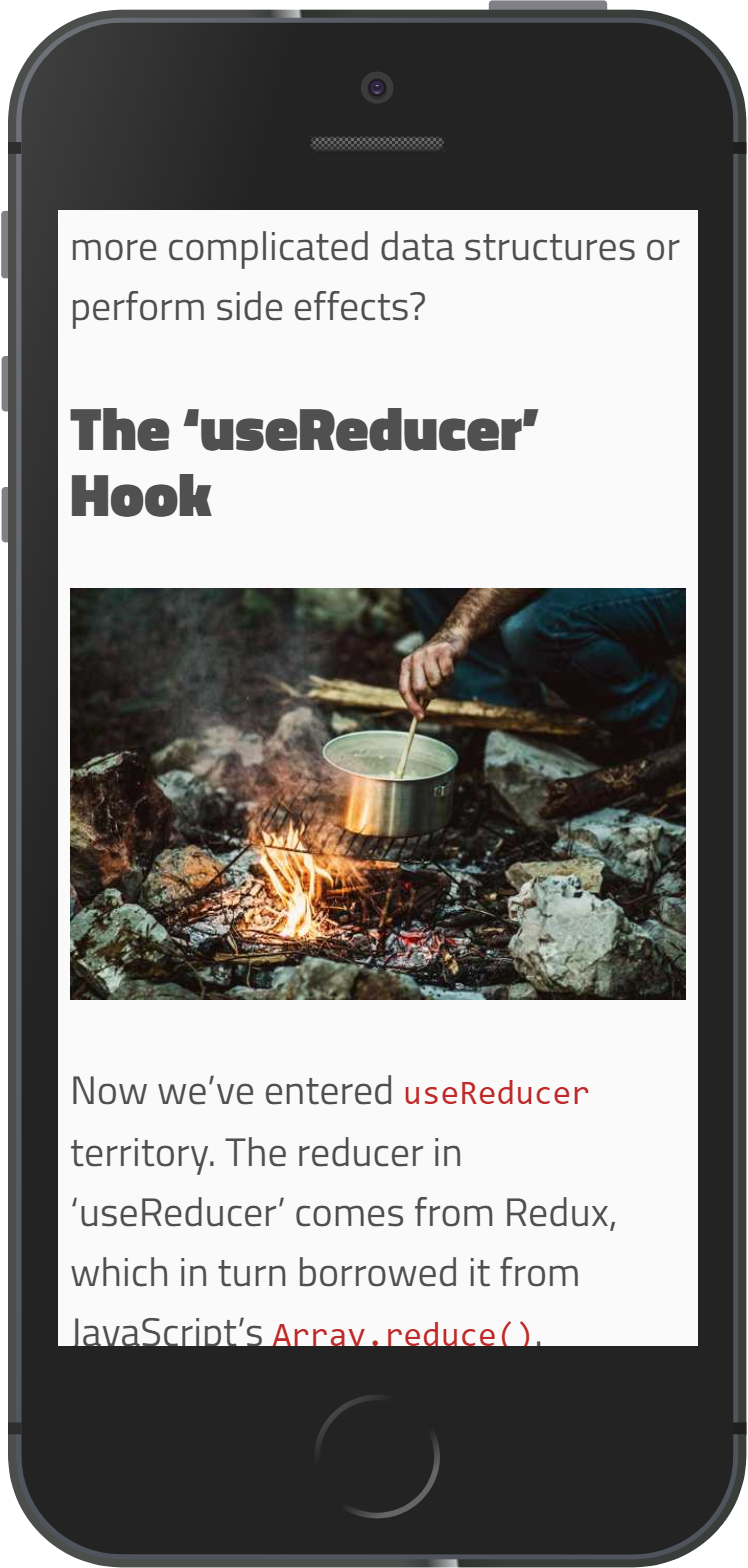 more complicated data structures or
perform side effects?
The ‘useReducer’
Hook
Now we’ve entered useReducer
territory. The reducer in
‘useReducer’ comes from Redux,
which in turn borrowed it from
JavaScript’s Array.reduce().